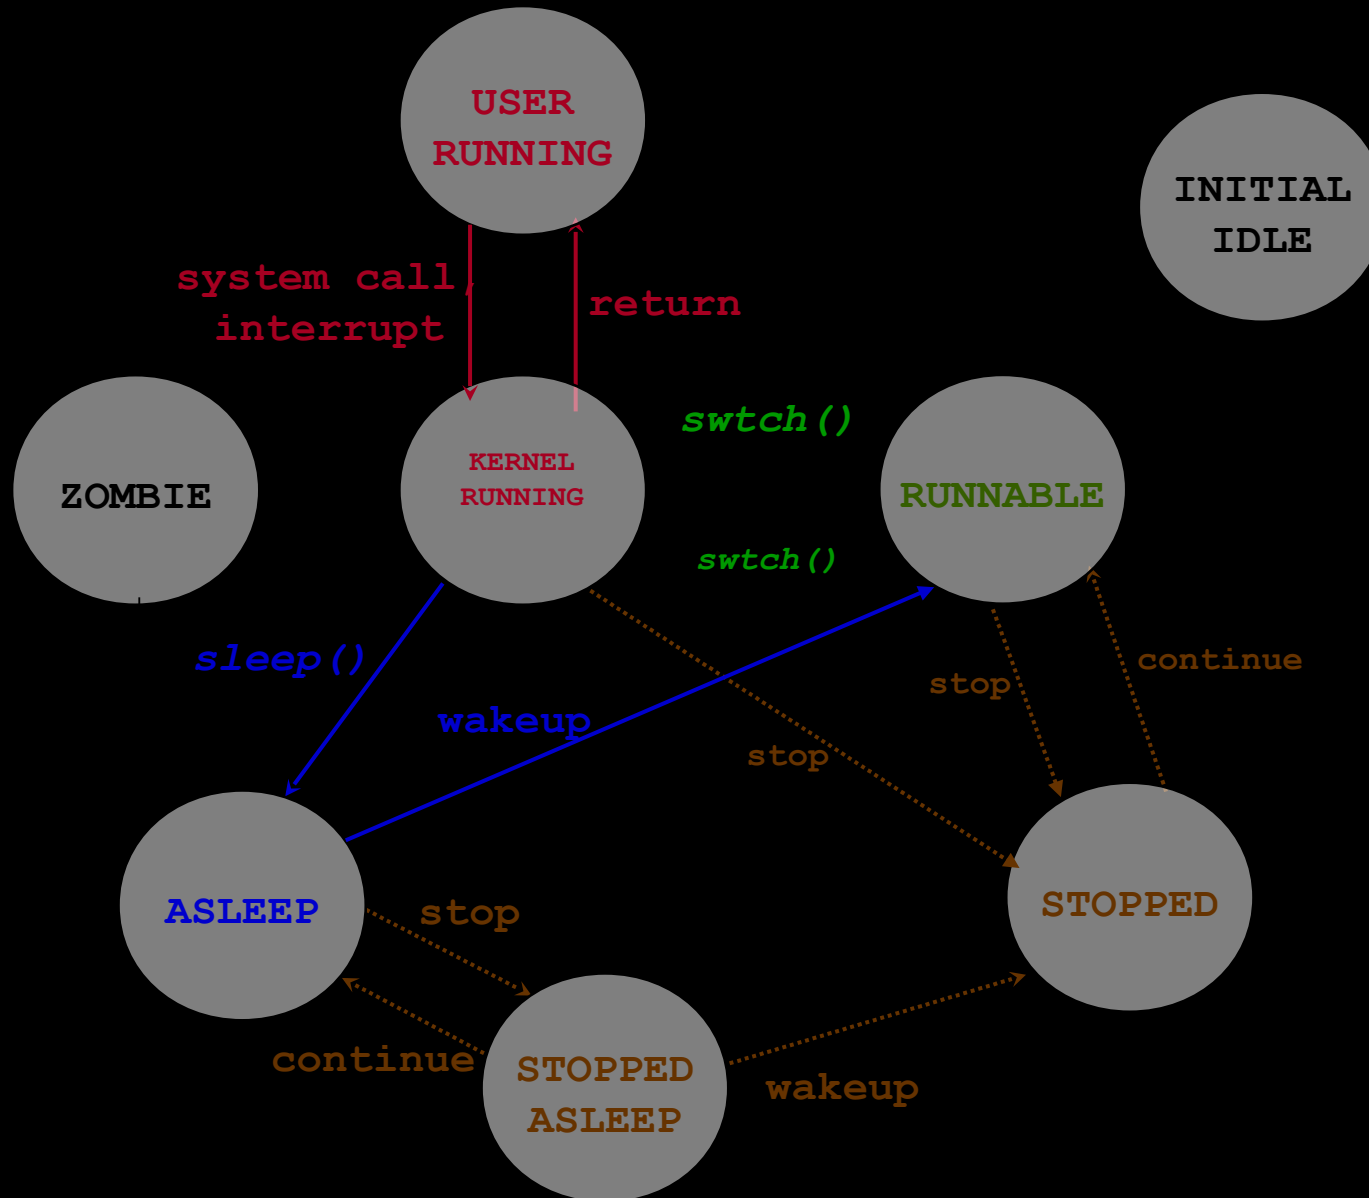 USER
RUNNING
INITIAL
IDLE
system call,
interrupt
return
swtch()
KERNEL
RUNNING
ZOMBIE
RUNNABLE
swtch()
sleep()
continue
stop
wakeup
stop
ASLEEP
stop
STOPPED
continue
STOPPED
ASLEEP
wakeup